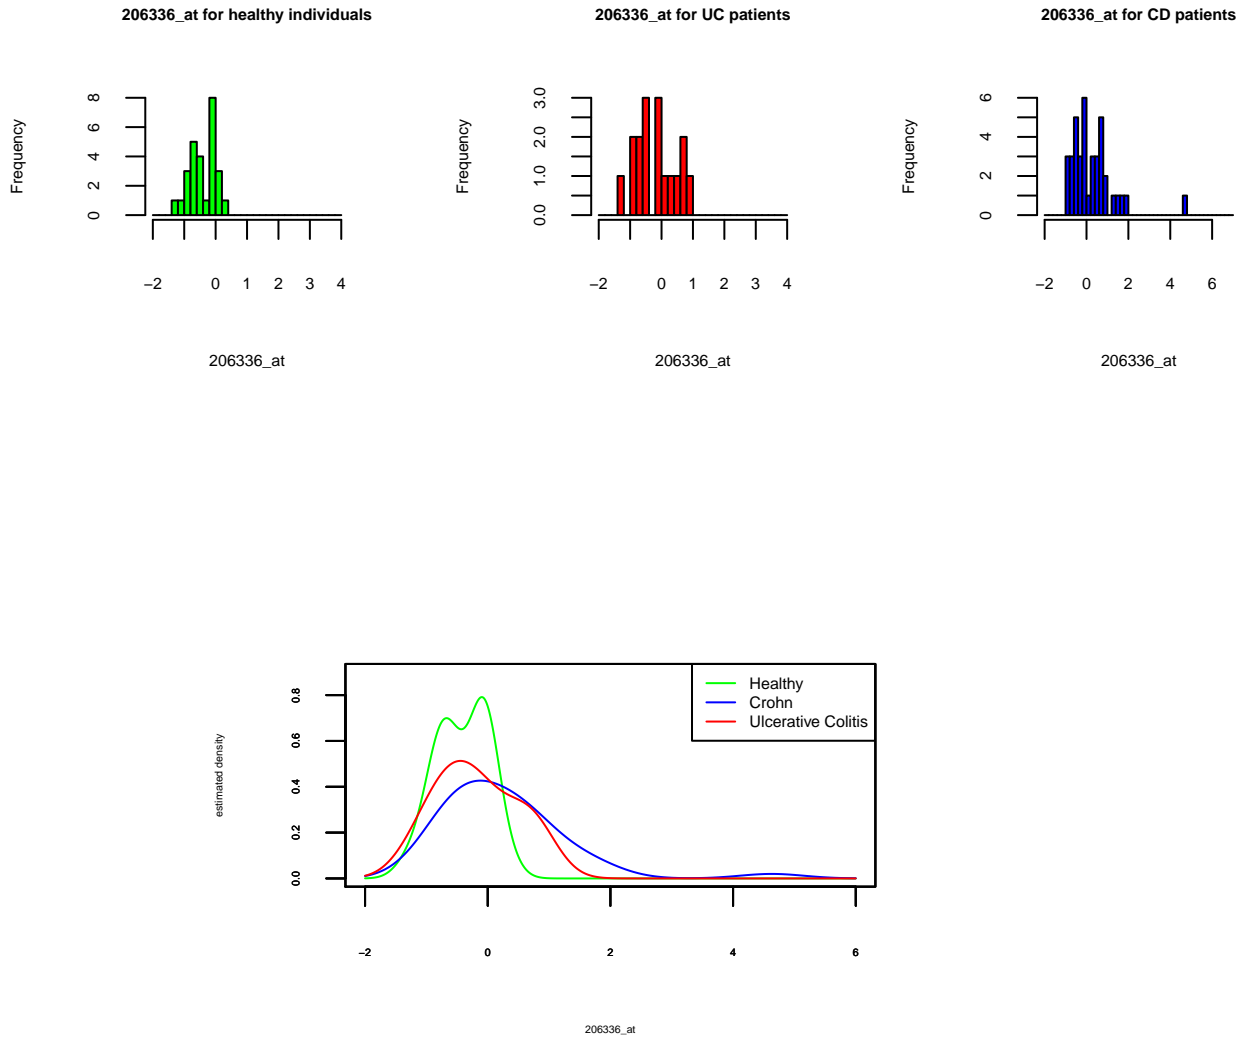 206336_at for healthy individuals
Frequency
8
6
4
2
0
−2 0 1 2 3 4
206336_at
206336_at for UC patients
Frequency
3.0
2.0
1.0
0.0
−2 0 1 2 3 4
206336_at
206336_at for CD patients
Frequency
6
4
2
0
−2 0 2 4 6
206336_at
estimated density
0.8
0.6
0.4
0.2
0.0
Healthy
Crohn
Ulcerative Colitis
−2 0 2 4 6
206336_at